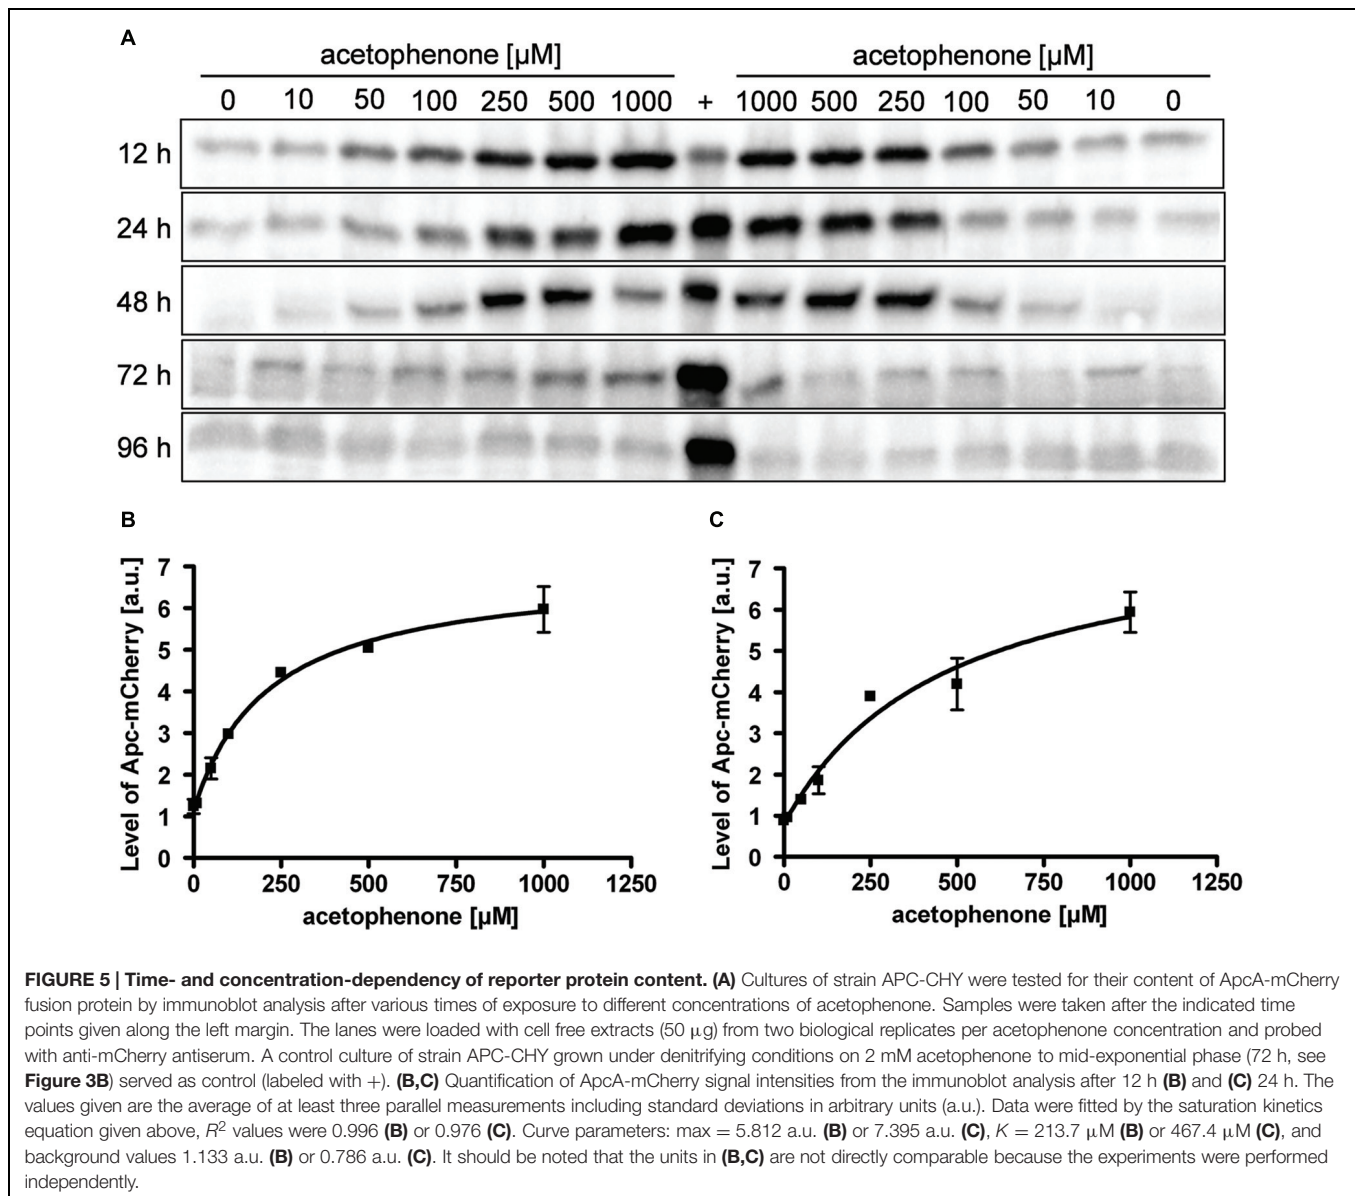 A
acetophenone [µM] acetophenone [µM]
0 10 50 100 250 500 1000 + 1000 500 250 100 50 10 0
12 h
24 h
48 h
72 h
96 h
B
C
Level of Apc-mCherry [a.u.]
7
6
5
4
3
2
1
0
0 250 500 750 1000 1250
acetophenone [µM]
Level of Apc-mCherry [a.u.]
7
6
5
4
3
2
1
0
0 250 500 750 1000 1250
acetophenone [µM]
FIGURE 5 | Time- and concentration-dependency of reporter protein content. (A) Cultures of strain APC-CHY were tested for their content of ApcA-mCherry
fusion protein by immunoblot analysis after various times of exposure to different concentrations of acetophenone. Samples were taken after the indicated time
points given along the left margin. The lanes were loaded with cell free extracts (50 µg) from two biological replicates per acetophenone concentration and probed
with anti-mCherry antiserum. A control culture of strain APC-CHY grown under denitrifying conditions on 2 mM acetophenone to mid-exponential phase (72 h, see
Figure 3B) served as control (labeled with +). (B,C) Quantification of ApcA-mCherry signal intensities from the immunoblot analysis after 12 h (B) and (C) 24 h. The
values given are the average of at least three parallel measurements including standard deviations in arbitrary units (a.u.). Data were fitted by the saturation kinetics
equation given above, R² values were 0.996 (B) or 0.976 (C). Curve parameters: max = 5.812 a.u. (B) or 7.395 a.u. (C), K = 213.7 µM (B) or 467.4 µM (C), and
background values 1.133 a.u. (B) or 0.786 a.u. (C). It should be noted that the units in (B,C) are not directly comparable because the experiments were performed
independently.